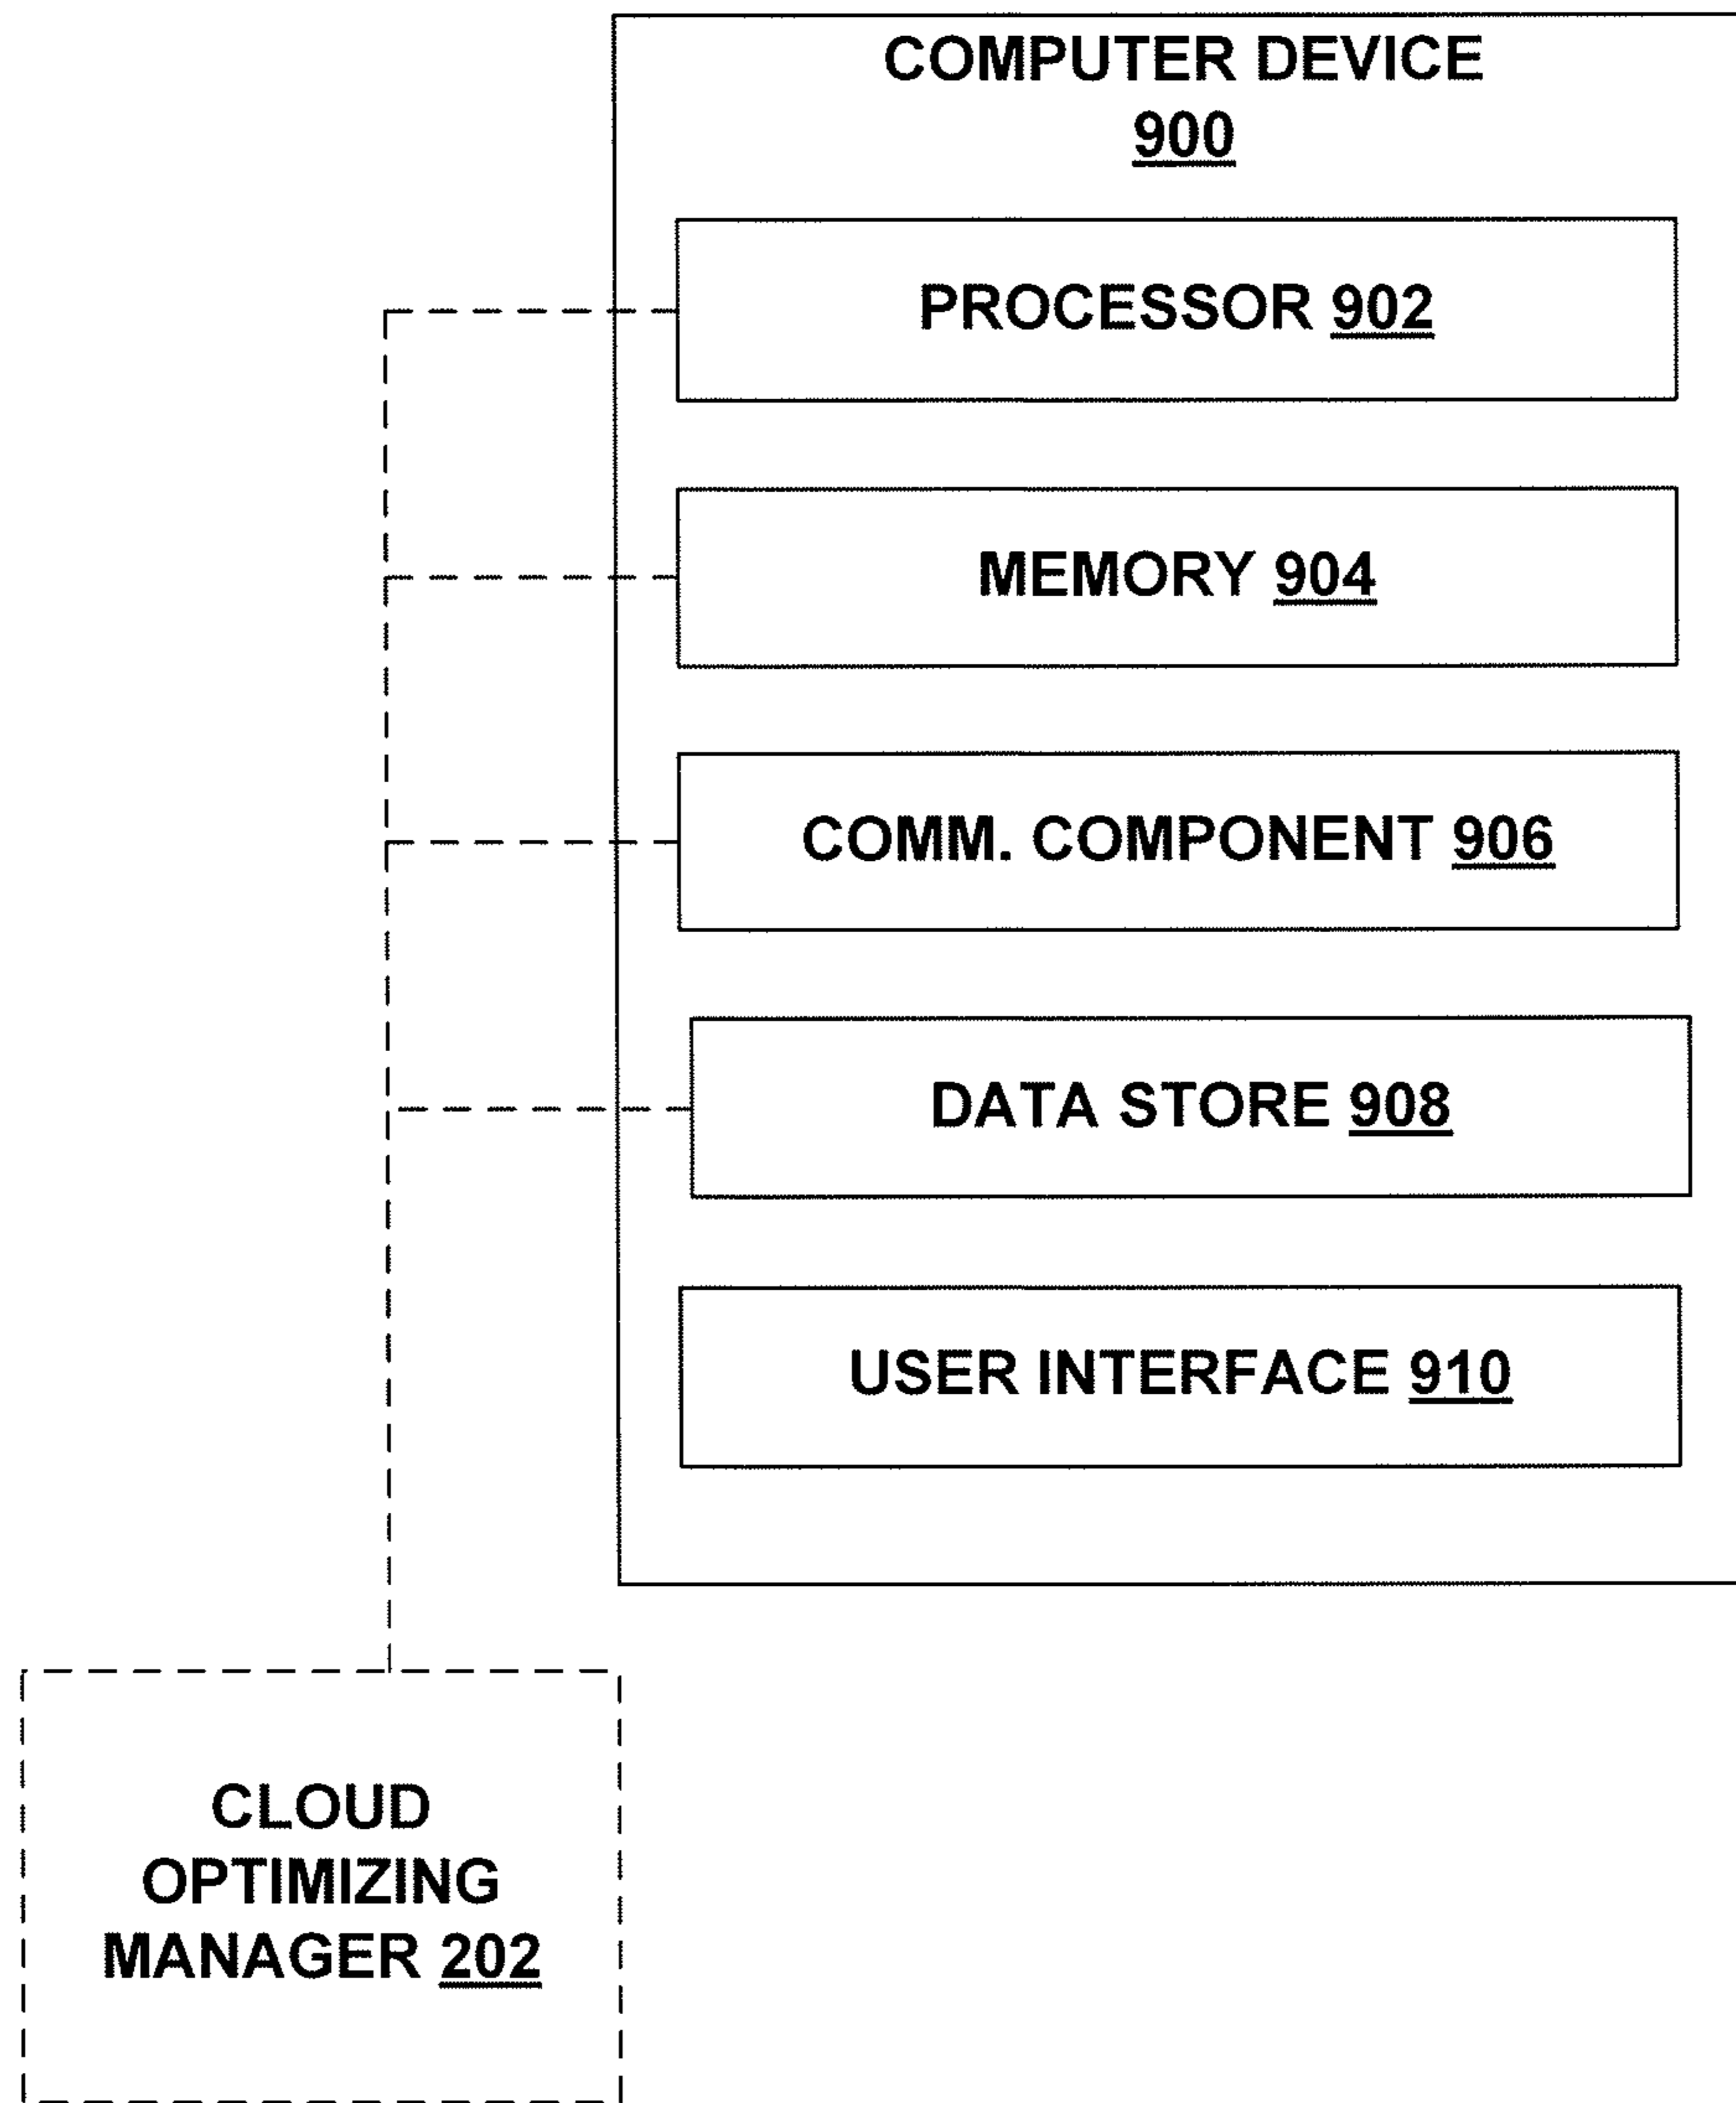 COMPUTER DEVICE
900
PROCESSOR 902
MEMORY 904
COMM. COMPONENT 906
DATA STORE 908
USER INTERFACE 910
CLOUD
OPTIMIZING
MANAGER 202